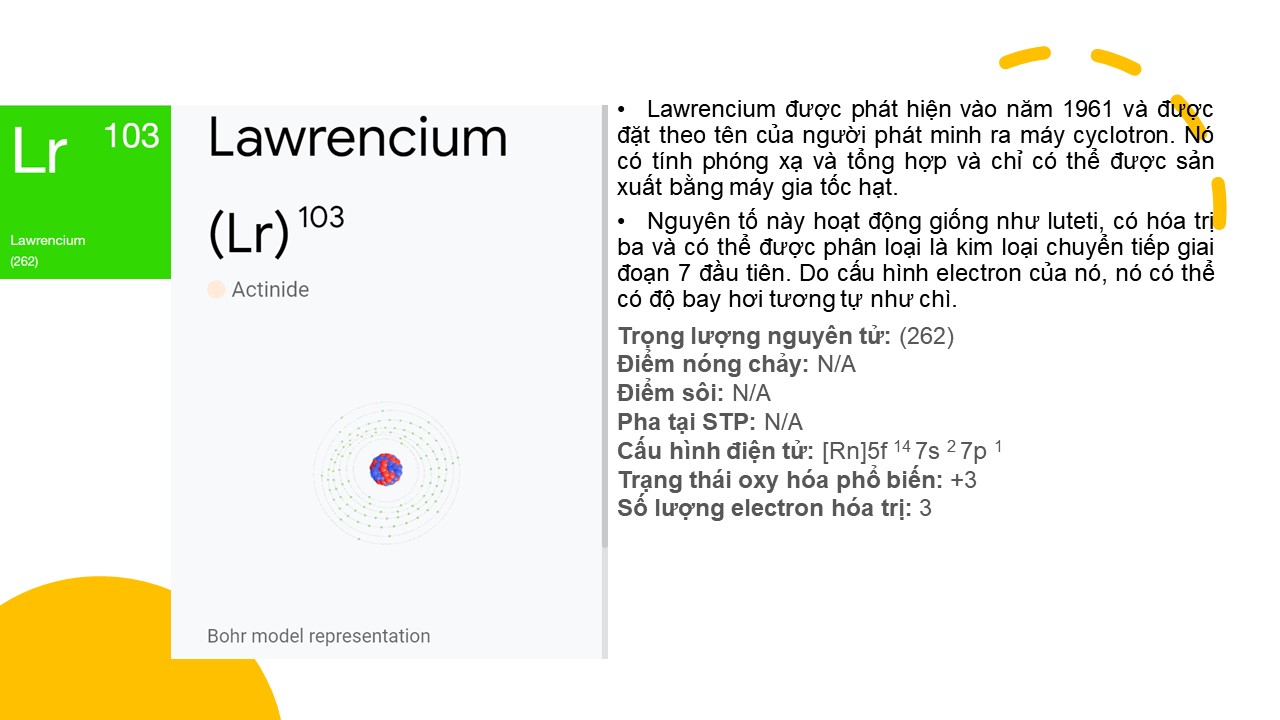 Lr 103
Lawrencium
(262)
Lawrencium
(Lr) 103
Actinide
Bohr model representation
• Lawrencium được phát hiện vào năm 1961 và được
đặt theo tên của người phát minh ra máy cyclotron. Nó
có tính phóng xạ và tổng hợp và chỉ có thể được sản
xuất bằng máy gia tốc hạt.
• Nguyên tố này hoạt động giống như luteti, có hóa trị
ba và có thể được phân loại là kim loại chuyển tiếp giai
đoạn 7 đầu tiên. Do cấu hình electron của nó, nó có thể
có độ bay hơi tương tự như chì.
Trọng lượng nguyên tử: (262)
Điểm nóng chảy: N/A
Điểm sôi: N/A
Pha tại STP: N/A
Cấu hình điện tử: [Rn]5f 14 7s 2 7p 1
Trạng thái oxy hóa phổ biến: +3
Số lượng electron hóa trị: 3